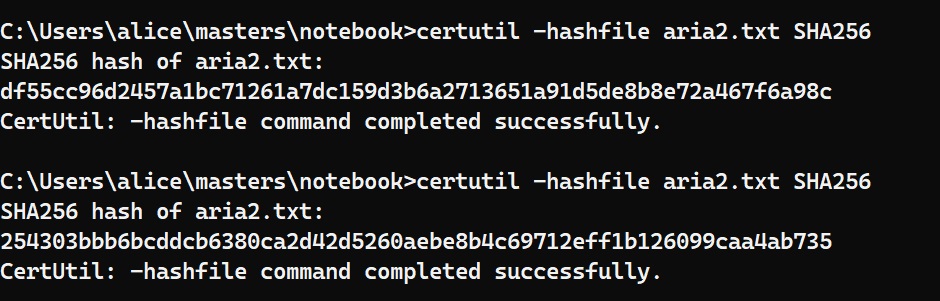 C:\Users\alice\masters\notebook>certutil -hashfile aria2.txt SHA256
SHA256 hash of aria2.txt:
df55cc96d2457a1bc71261a7dc159d3b6a2713651a91d5de8b8e72a467f6a98c
CertUtil: -hashfile command completed successfully.
C:\Users\alice\masters\notebook>certutil -hashfile aria2.txt SHA256
SHA256 hash of aria2.txt:
254303bbb6bcddcb6380ca2d42d5260aebe8b4c69712eff1b126099caa4ab735
CertUtil: -hashfile command completed successfully.